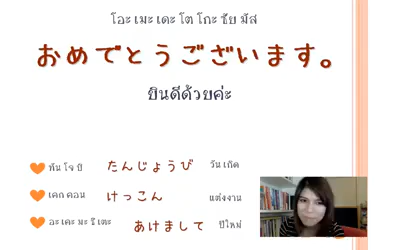 โอะ เมะ เดะ โต โกะ ซัย มัส
おめでとうございます。
ยินดีด้วยค่ะ
ทัน โจ บิ たんじょうび วันเกิด
เคก คอน けっこん แต่งงาน
อะ เคะ มะ ชิ เตะ あけまして ปีใหม่